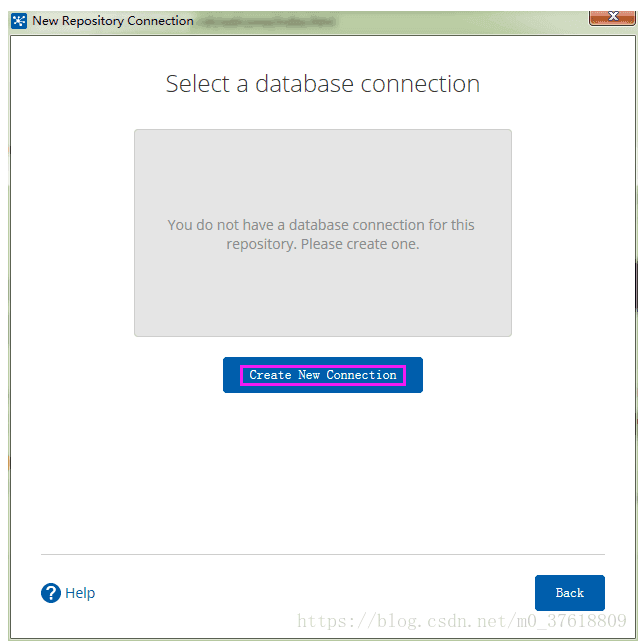 New Repository Connection
Select a database connection
You do not have a database connection for this
repository. Please create one.
Create New Connection
Help
Back
https://blog.csdn.net/m0_37618809